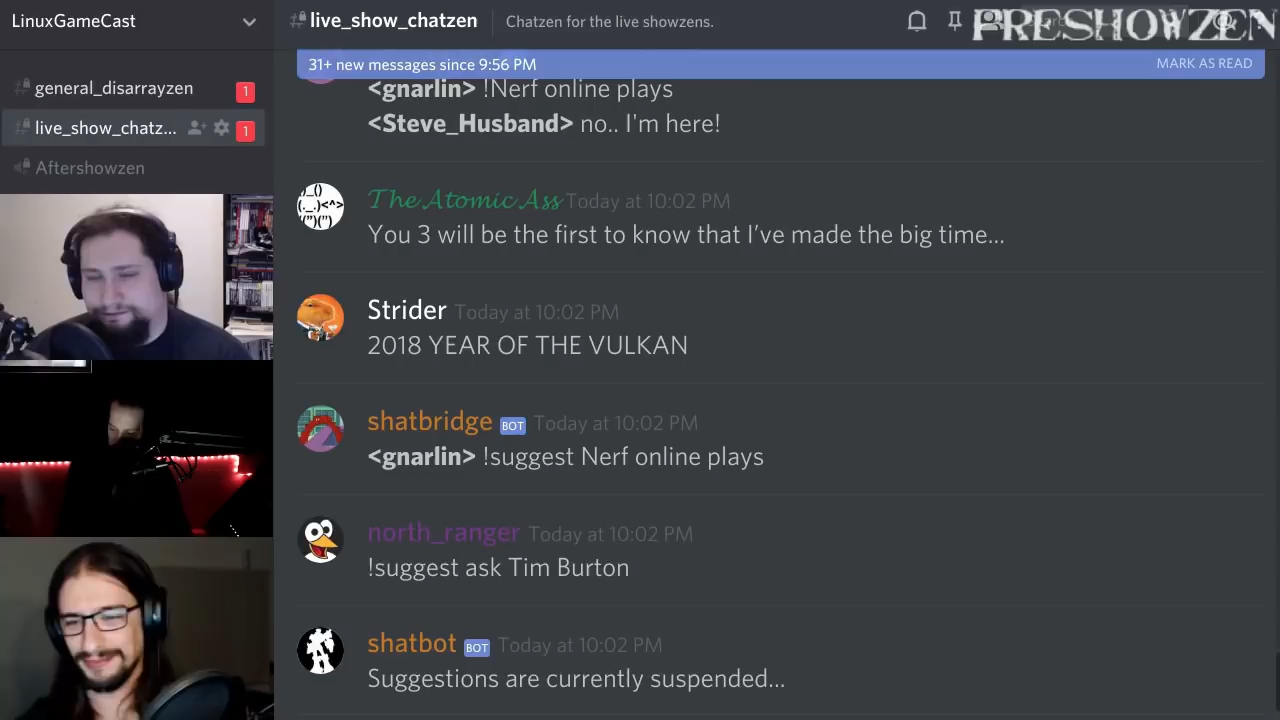 LinuxGameCast
live_show_chatzen
Chatzen for the live showzens.
PRESHOWZEN
31+ new messages since 9:56 PM
MARK AS READ
general_disarrayzen
1
live_show_chatz...
1
Aftershowzen
<gnarlin> !Nerf online plays
<Steve_Husband> no.. I'm here!
The Atomic Ass Today at 10:02 PM
You 3 will be the first to know that I've made the big time...
Strider Today at 10:02 PM
2018 YEAR OF THE VULKAN
shatbridge BOT Today at 10:02 PM
<gnarlin> !suggest Nerf online plays
north_ranger Today at 10:02 PM
!suggest ask Tim Burton
shatbot BOT Today at 10:02 PM
Suggestions are currently suspended...